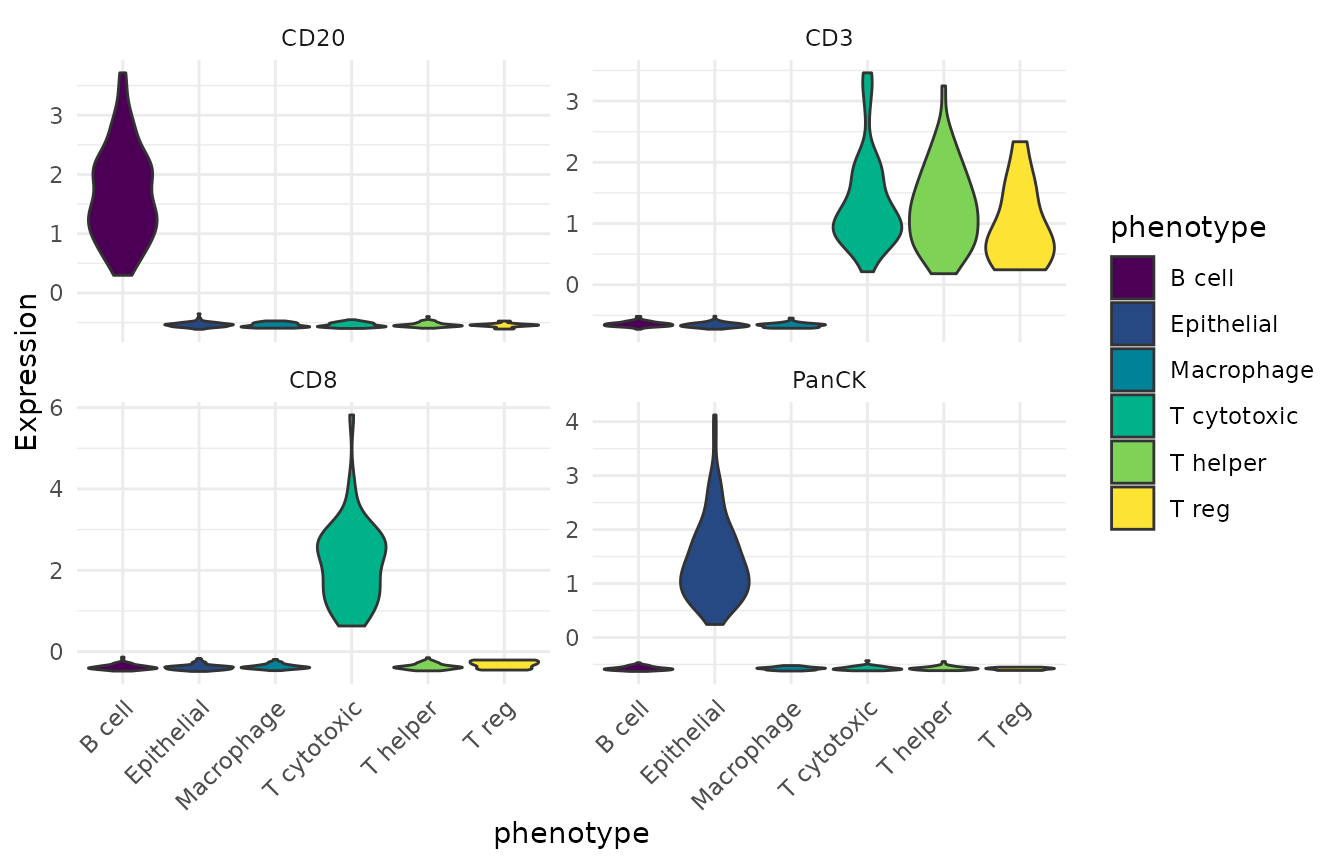 CD20
CD3
3
2
1
0
3
2
1
0
CD8
PanCK
6
4
2
0
4
3
2
1
0
B cell
Epithelial
Macrophage
T cytotoxic
T helper
T reg
B cell
Epithelial
Macrophage
T cytotoxic
T helper
T reg
Expression
phenotype
phenotype
B cell
Epithelial
Macrophage
T cytotoxic
T helper
T reg